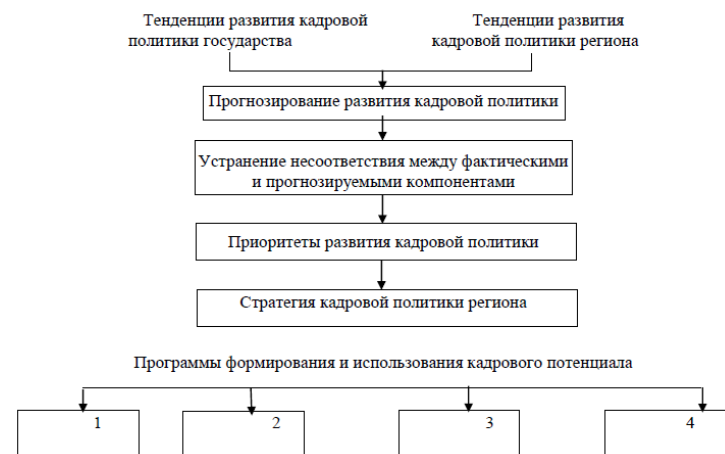 Тенденции развития кадровой
политики государства
Тенденции развития
кадровой политики региона
Прогнозирование развития кадровой политики
Устранение несоответствия между фактическими
и прогнозируемыми компонентами
Приоритеты развития кадровой политики
Стратегия кадровой политики региона
Программы формирования и использования кадрового потенциала
1
2
3
4